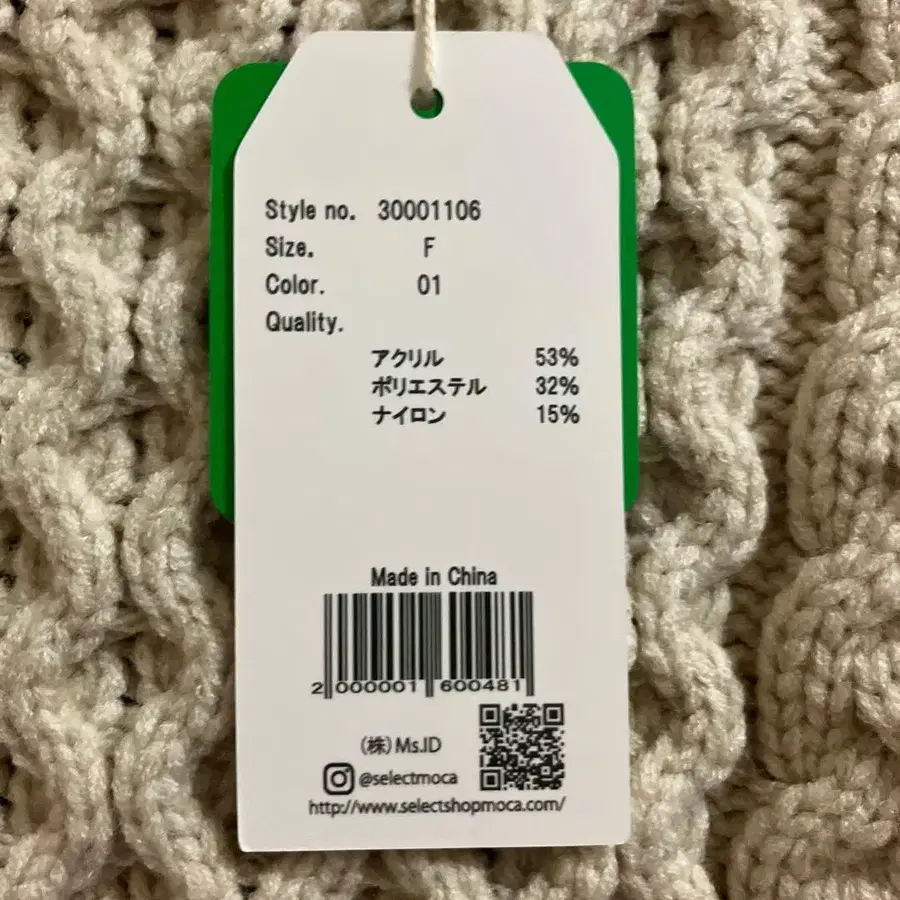 Style no. 30001106
Size. F
Color. 01
Quality.
アクリル 53%
ポリエステル 32%
ナイロン 15%
Made in China
2 000001 600481
(株)Ms.ID
@selectmoca
http://www.selectshopmoca.com/